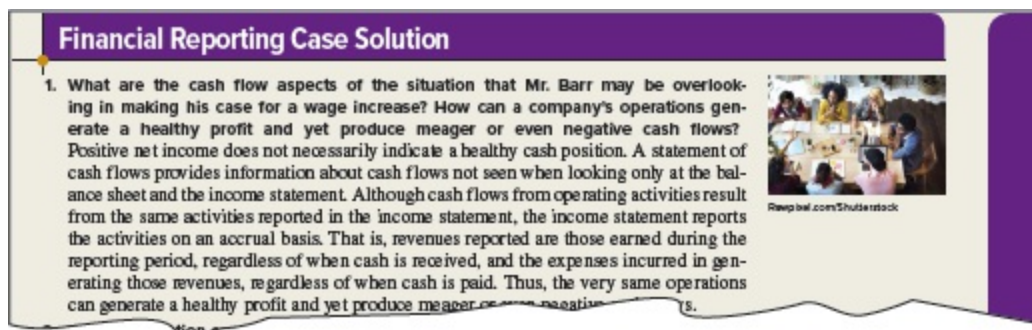 Financial Reporting Case Solution
1. What are the cash flow aspects of the situation that Mr. Barr may be overlook-
ing in making his case for a wage increase? How can a company's operations gen-
erate a healthy profit and yet produce meager or even negative cash flows?
Positive net income does not necessarily indicate a healthy cash position. A statement of
cash flows provides information about cash flows not seen when looking only at the bal-
ance sheet and the income statement. Although cash flows from operating activities result
from the same activities reported in the income statement, the income statement reports
the activities on an accrual basis. That is, revenues reported are those earned during the
reporting period, regardless of when cash is received, and the expenses incurred in gen-
erating those revenues, regardless of when cash is paid. Thus, the very same operations
can generate a healthy profit and yet produce meager or even negative
Rawpixel.com/Shutterstock